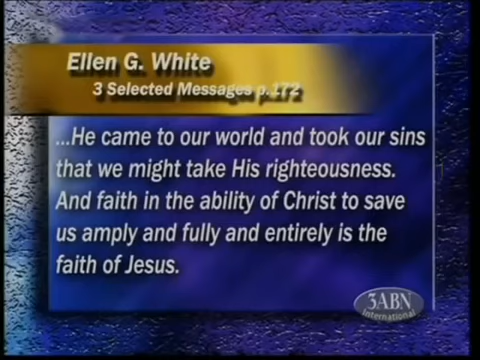 Ellen G. White
3 Selected Messages p.172
...He came to our world and took our sins
that we might take His righteousness.
And faith in the ability of Christ to save
us amply and fully and entirely is the
faith of Jesus.
3ABN
International